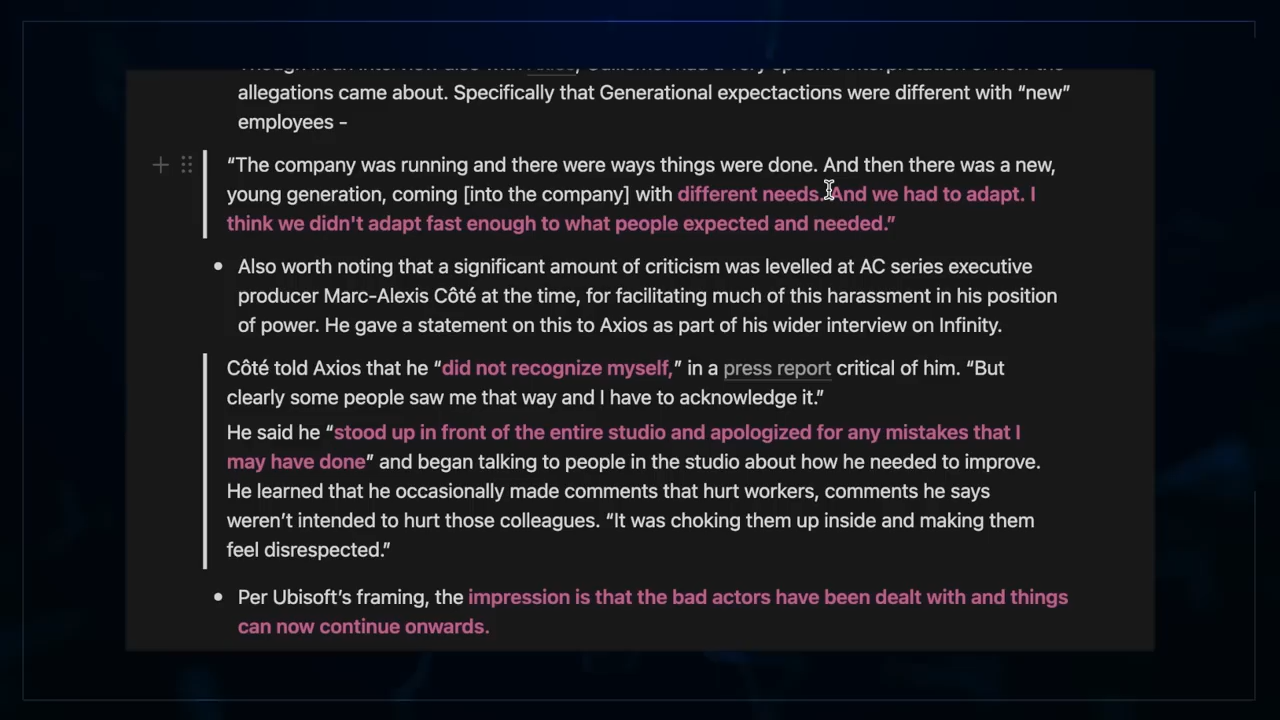 allegations came about. Specifically that Generational expectactions were different with “new”
employees -
“The company was running and there were ways things were done. And then there was a new,
young generation, coming [into the company] with different needs. And we had to adapt. I
think we didn't adapt fast enough to what people expected and needed.”
• Also worth noting that a significant amount of criticism was levelled at AC series executive
producer Marc-Alexis Côté at the time, for facilitating much of this harassment in his position
of power. He gave a statement on this to Axios as part of his wider interview on Infinity.
Côté told Axios that he “did not recognize myself,” in a press report critical of him. “But
clearly some people saw me that way and I have to acknowledge it.”
He said he “stood up in front of the entire studio and apologized for any mistakes that I
may have done” and began talking to people in the studio about how he needed to improve.
He learned that he occasionally made comments that hurt workers, comments he says
weren’t intended to hurt those colleagues. “It was choking them up inside and making them
feel disrespected.”
• Per Ubisoft’s framing, the impression is that the bad actors have been dealt with and things
can now continue onwards.